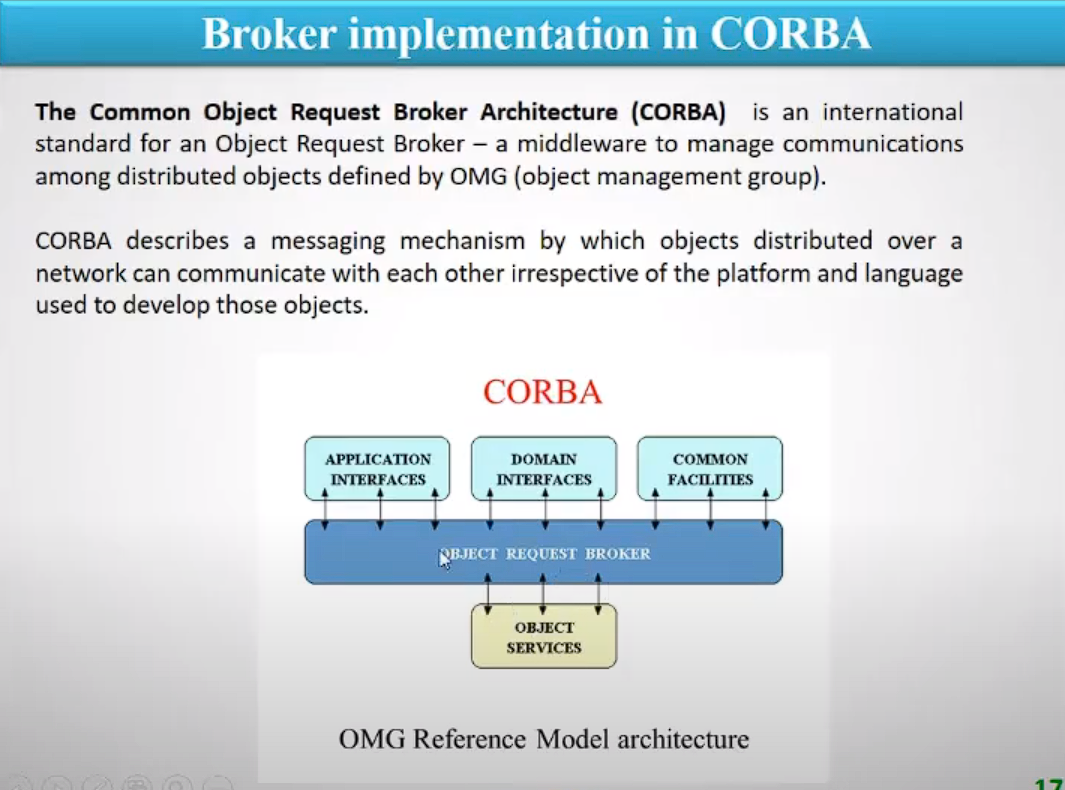 Broker implementation in CORBA
The Common Object Request Broker Architecture (CORBA) is an international
standard for an Object Request Broker – a middleware to manage communications
among distributed objects defined by OMG (object management group).
CORBA describes a messaging mechanism by which objects distributed over a
network can communicate with each other irrespective of the platform and language
used to develop those objects.
CORBA
APPLICATION
INTERFACES
DOMAIN
INTERFACES
COMMON
FACILITIES
OBJECT REQUEST BROKER
OBJECT
SERVICES
OMG Reference Model architecture
17